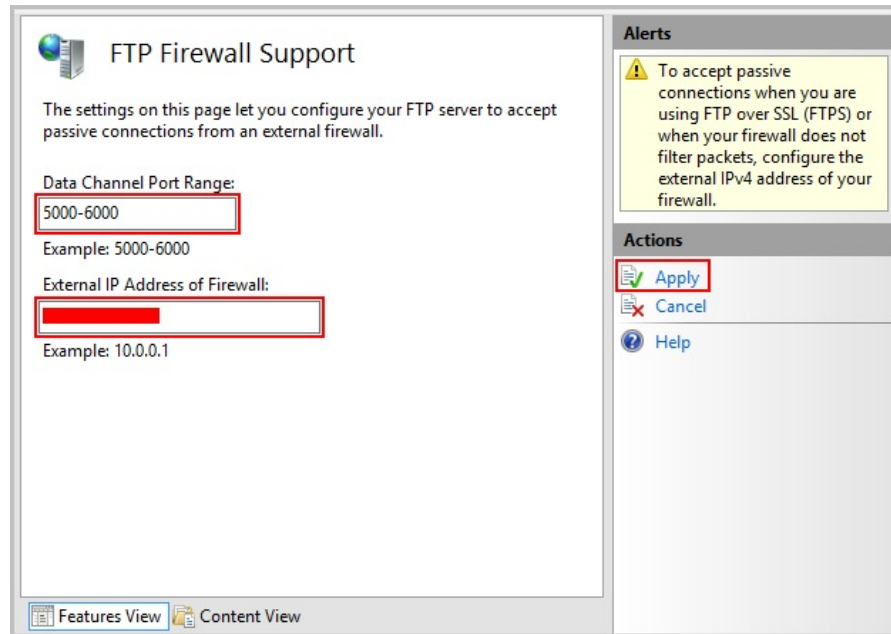 FTP Firewall Support
The settings on this page let you configure your FTP server to accept
passive connections from an external firewall.
Data Channel Port Range:
5000-6000
Example: 5000-6000
External IP Address of Firewall:
Example: 10.0.0.1
Features View
Content View
Alerts
To accept passive
connections when you are
using FTP over SSL (FTPS) or
when your firewall does not
filter packets, configure the
external IPv4 address of your
firewall.
Actions
Apply
Cancel
Help